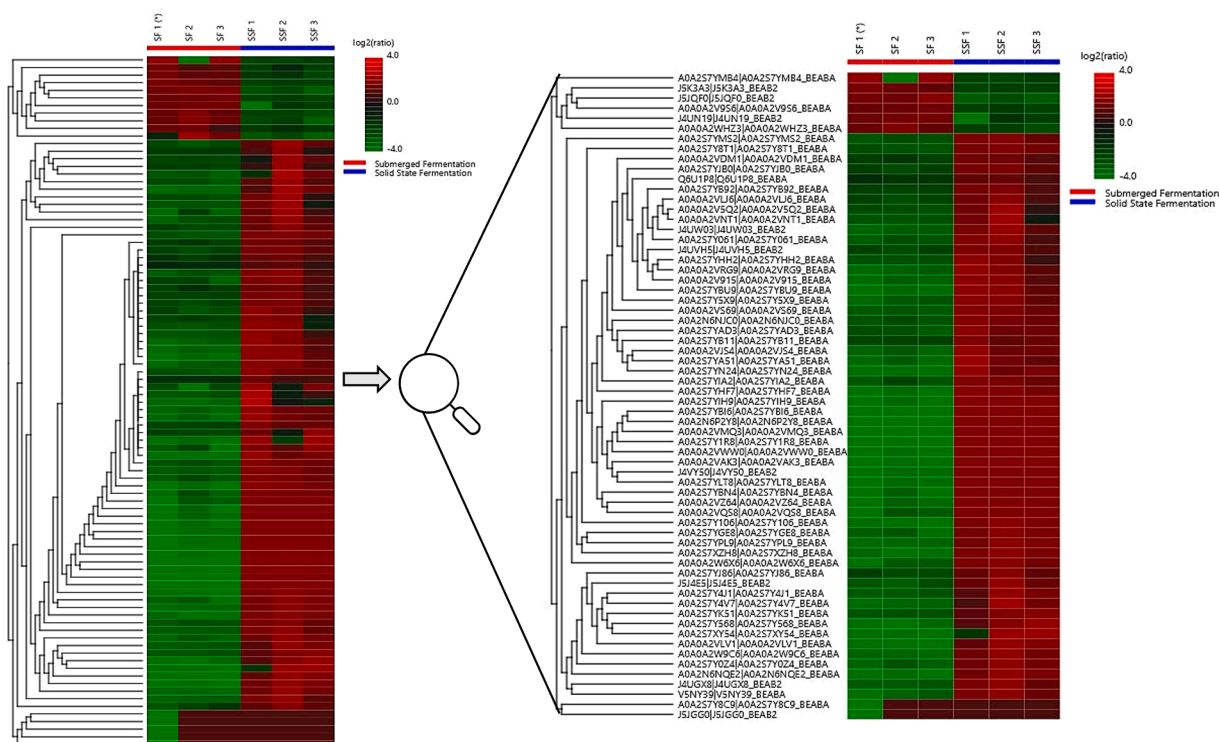 SF 1 (*)
SF 2
SF 3
SSF 1
SSF 2
SSF 3
log2(ratio)
4.0
0.0
-4.0
Submerged Fermentation
Solid State Fermentation
SF 1 (*)
SF 2
SF 3
SSF 1
SSF 2
SSF 3
log2(ratio)
4.0
0.0
-4.0
Submerged Fermentation
Solid State Fermentation
A0A2S7YMB4|A0A2S7YMB4_BEABA
J5K3A3|J5K3A3_BEAB2
J5JQF0|J5JQF0_BEAB2
A0A0A2V9S6|A0A0A2V9S6_BEABA
J4UN19|J4UN19_BEAB2
A0A0A2WHZ3|A0A0A2WHZ3_BEABA
A0A2S7YMS2|A0A2S7YMS2_BEABA
A0A2S7Y8T1|A0A2S7Y8T1_BEABA
A0A0A2VDM1|A0A0A2VDM1_BEABA
A0A2S7YJB0|A0A2S7YJB0_BEABA
Q6U1P8|Q6U1P8_BEABA
A0A2S7YB92|A0A2S7YB92_BEABA
A0A0A2VLJ6|A0A0A2VLJ6_BEABA
A0A0A2V5Q2|A0A0A2V5Q2_BEABA
A0A0A2VNT1|A0A0A2VNT1_BEABA
J4UW03|J4UW03_BEAB2
A0A2S7Y061|A0A2S7Y061_BEABA
J4UVH5|J4UVH5_BEAB2
A0A2S7YHH2|A0A2S7YHH2_BEABA
A0A0A2VRG9|A0A0A2VRG9_BEABA
A0A0A2V915|A0A0A2V915_BEABA
A0A2S7YBU9|A0A2S7YBU9_BEABA
A0A2S7Y5X9|A0A2S7Y5X9_BEABA
A0A0A2VS69|A0A0A2VS69_BEABA
A0A2N6NJC0|A0A2N6NJC0_BEABA
A0A2S7YAD3|A0A2S7YAD3_BEABA
A0A2S7YB11|A0A2S7YB11_BEABA
A0A0A2VJS4|A0A0A2VJS4_BEABA
A0A2S7YA51|A0A2S7YA51_BEABA
A0A2S7YN24|A0A2S7YN24_BEABA
A0A2S7YIA2|A0A2S7YIA2_BEABA
A0A2S7YHF7|A0A2S7YHF7_BEABA
A0A2S7YIH9|A0A2S7YIH9_BEABA
A0A2S7YBI6|A0A2S7YBI6_BEABA
A0A2N6P2Y8|A0A2N6P2Y8_BEABA
A0A0A2VMQ3|A0A0A2VMQ3_BEABA
A0A2S7Y1R8|A0A2S7Y1R8_BEABA
A0A0A2VWW0|A0A0A2VWW0_BEABA
A0A0A2VAK3|A0A0A2VAK3_BEABA
J4VY50|J4VY50_BEAB2
A0A2S7YLT8|A0A2S7YLT8_BEABA
A0A2S7YBN4|A0A2S7YBN4_BEABA
A0A0A2VZ64|A0A0A2VZ64_BEABA
A0A0A2VQS8|A0A0A2VQS8_BEABA
A0A2S7Y106|A0A2S7Y106_BEABA
A0A2S7YGE8|A0A2S7YGE8_BEABA
A0A2S7YPL9|A0A2S7YPL9_BEABA
A0A2S7XZH8|A0A2S7XZH8_BEABA
A0A0A2W6X6|A0A0A2W6X6_BEABA
A0A2S7YJ86|A0A2S7YJ86_BEABA
J5J4E5|J5J4E5_BEAB2
A0A2S7Y4J1|A0A2S7Y4J1_BEABA
A0A2S7Y4V7|A0A2S7Y4V7_BEABA
A0A2S7YK51|A0A2S7YK51_BEABA
A0A2S7Y568|A0A2S7Y568_BEABA
A0A2S7XY54|A0A2S7XY54_BEABA
A0A0A2VLV1|A0A0A2VLV1_BEABA
A0A0A2W9C6|A0A0A2W9C6_BEABA
A0A2S7Y0Z4|A0A2S7Y0Z4_BEABA
A0A2N6NQE2|A0A2N6NQE2_BEABA
J4UGX8|J4UGX8_BEAB2
V5NY39|V5NY39_BEABA
A0A2S7Y8C9|A0A2S7Y8C9_BEABA
J5JGG0|J5JGG0_BEAB2